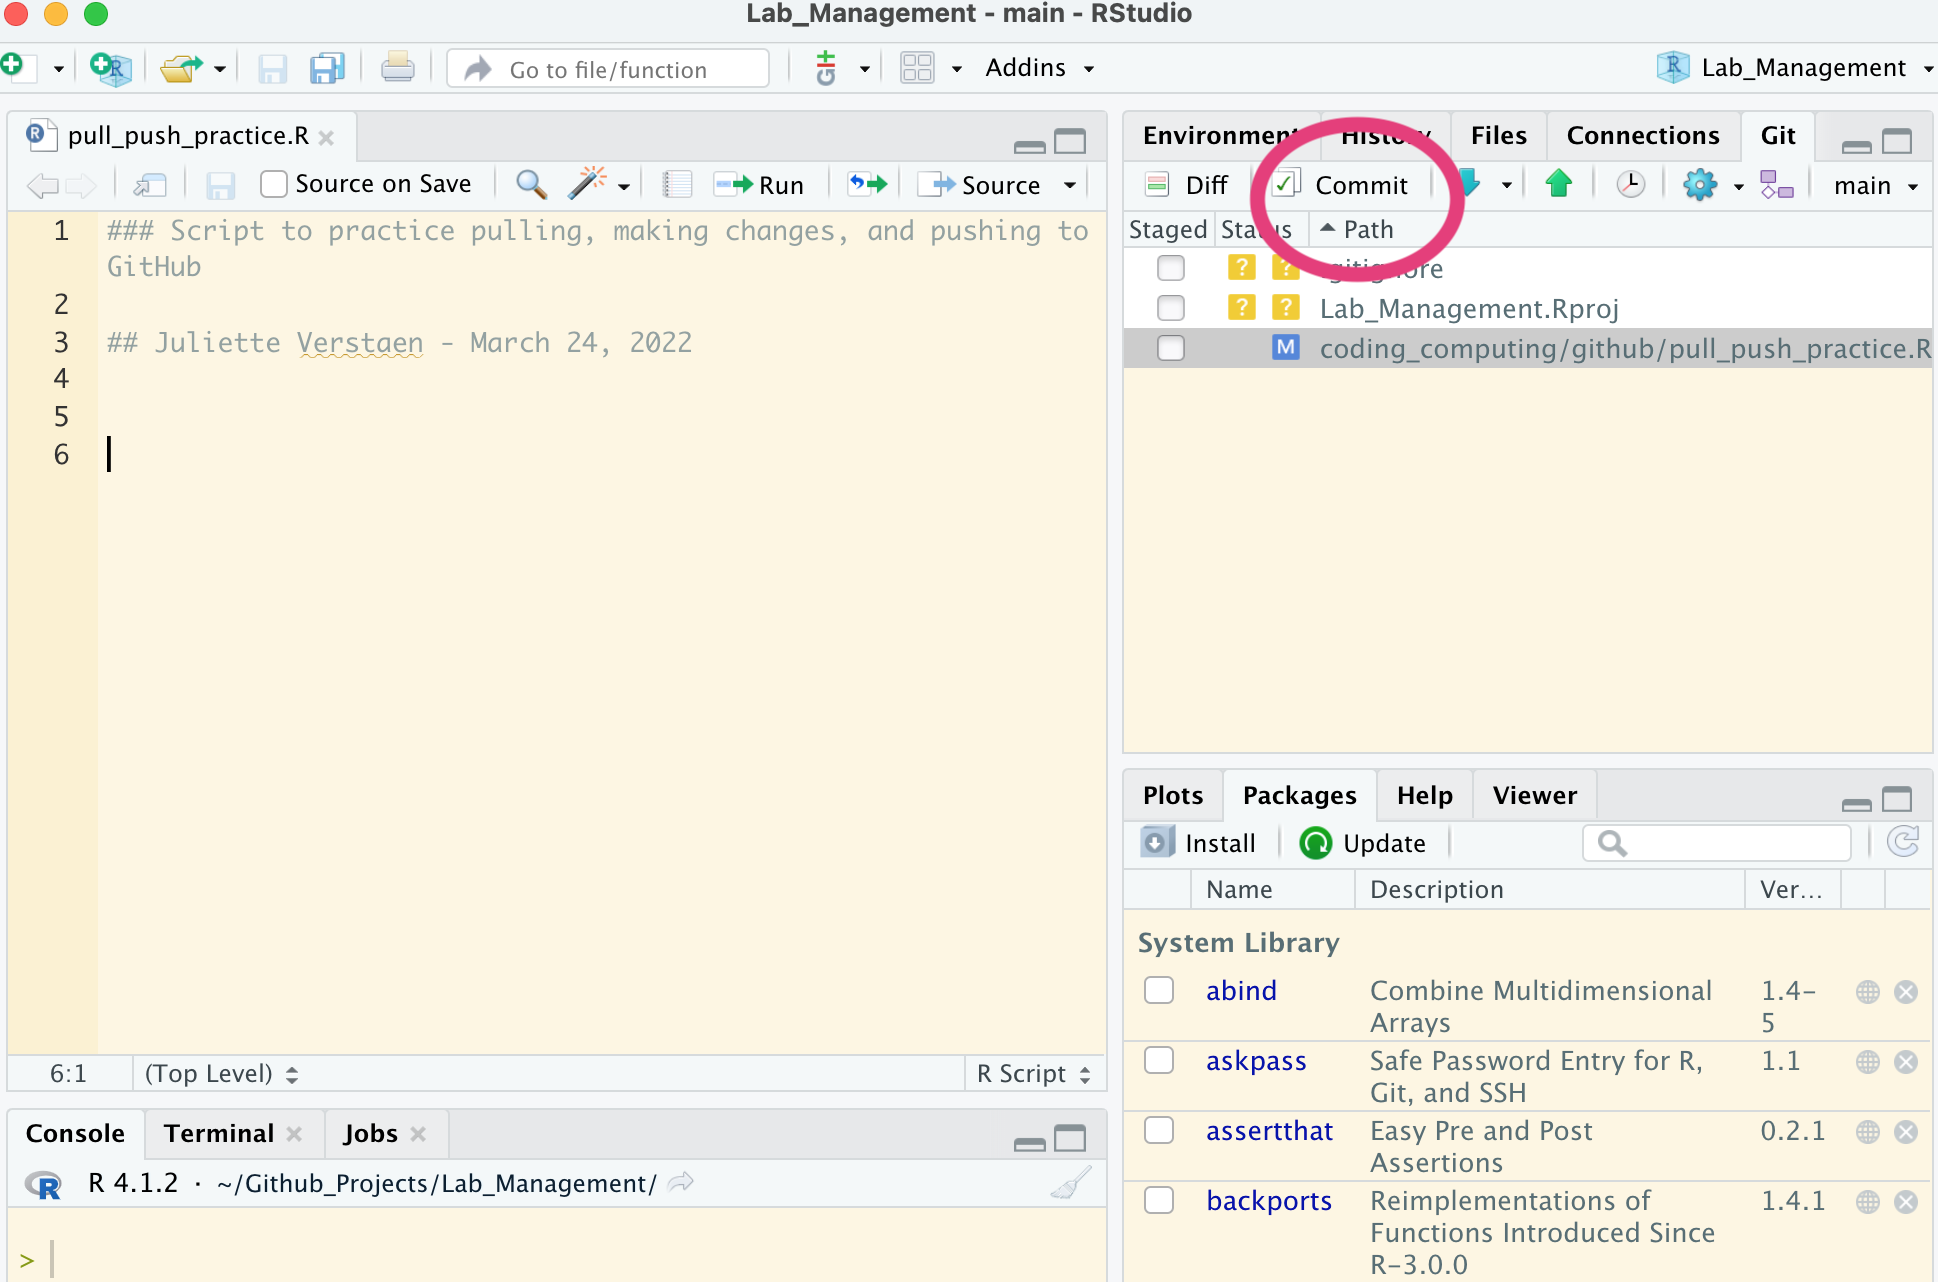 Lab_Management - main - RStudio
Go to file/function
Addins
Lab_Management
pull_push_practice.R
Source on Save
Run
Source
1 ### Script to practice pulling, making changes, and pushing to
GitHub
2
3 ## Juliette Verstaen - March 24, 2022
4
5
6
6:1 (Top Level) R Script
Console Terminal Jobs
R 4.1.2 · ~/Github_Projects/Lab_Management/
>
Environment History Files Connections Git
Diff Commit main
Staged Status Path
? ? .gitignore
? ? Lab_Management.Rproj
M coding_computing/github/pull_push_practice.R
Plots Packages Help Viewer
Install Update
Name Description Ver...
System Library
abind Combine Multidimensional 1.4-
Arrays 5
askpass Safe Password Entry for R, 1.1
Git, and SSH
assertthat Easy Pre and Post 0.2.1
Assertions
backports Reimplementations of 1.4.1
Functions Introduced Since
R-3.0.0